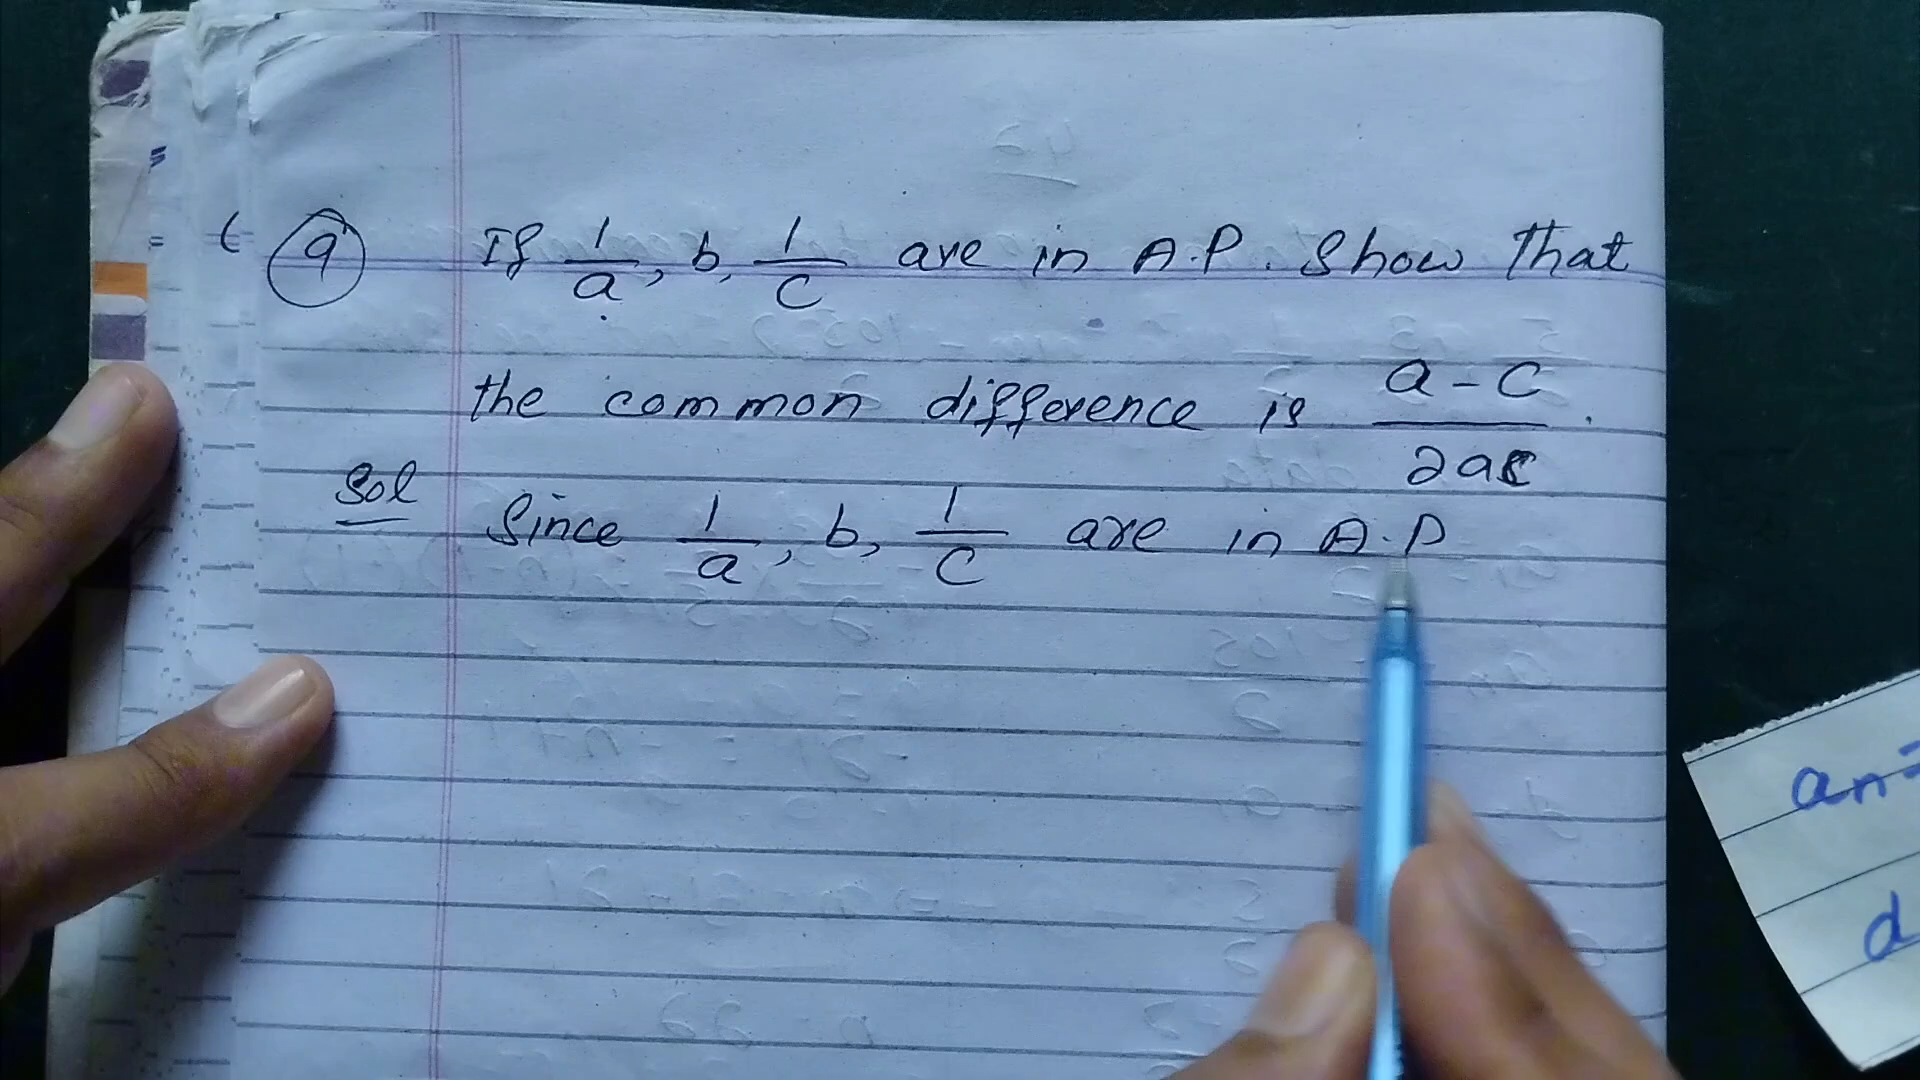 9 If 1/a, b, 1/c are in A.P. Show that
the common difference is (a-c)/(2ac).
Sol Since 1/a, b, 1/c are in A.P
an=
d